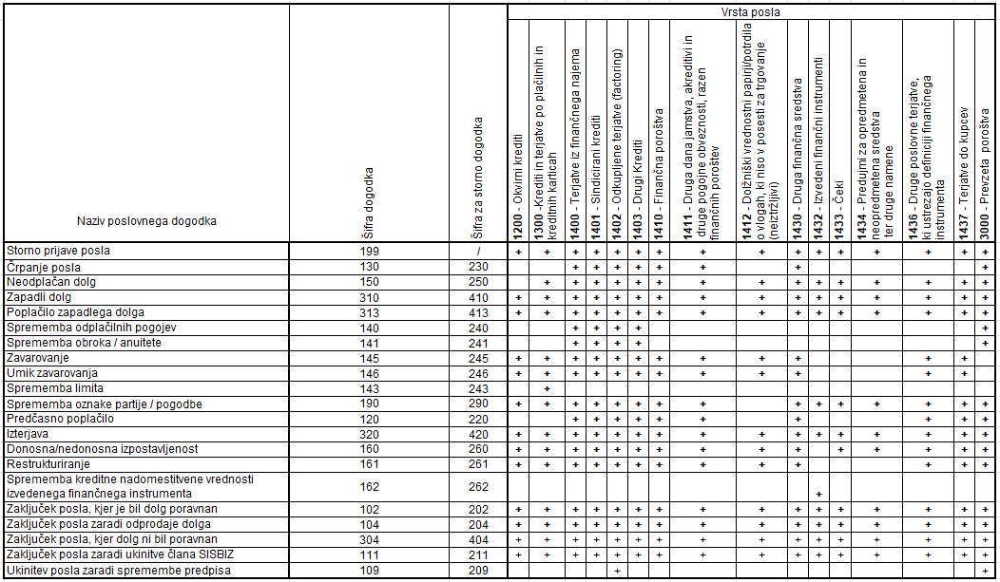 Vrsta posla
Naziv poslovnega dogodka
Šifra dogodka
Šifra za storno dogodka
1200 - Okvirni krediti
1300 -Krediti in terjatve po plačilnih in
kreditnih karticah
1400 - Terjatve iz finančnega najema
1401 - Sindicirani krediti
1402 - Odkupljene terjatve (factoring)
1403 - Drugi Krediti
1410 - Finančna poroštva
1411 - Druga dana jamstva, akreditivi in
druge pogojne obveznosti, razen
finančnih poroštev
1412 - Dolžniški vrednostni papirji/potrdila
o vlogah, ki niso v posesti za trgovanje
(neiztržljivi)
1430 - Druga finančna sredstva
1432 - Izvedeni finančni instrumenti
1433 - Čeki
1434 - Predujmi za opredmetena in
neopredmetena sredstva
ter druge namene
1436 - Druge poslovne terjatve,
ki ustrezajo definiciji finančnega
instrumenta
1437 - Terjatve do kupcev
3000 - Prevzeta poroštva
Storno prijave posla 199 / + + + + + + + + + + + + + + + +
Črpanje posla 130 230 + + + + + + + +
Neodplačan dolg 150 250 + + + + + + + + + + + + + + +
Zapadli dolg 310 410 + + + + + + + + + + + + + + + +
Poplačilo zapadlega dolga 313 413 + + + + + + + + + + + + + + + +
Sprememba odplačilnih pogojev 140 240 + + + + +
Sprememba obroka / anuitete 141 241 + + + + +
Zavarovanje 145 245 + + + + + + + + + + + +
Umik zavarovanja 146 246 + + + + + + + + + + + +
Sprememba limita 143 243 +
Sprememba oznake partije / pogodbe 190 290 + + + + + + + + + + + + + + + +
Predčasno poplačilo 120 220 + + + + + + + + + +
Izterjava 320 420 + + + + + + + + + + + + + + + +
Donosna/nedonosna izpostavljenost 160 260 + + + + + + + + + + + + + + +
Restrukturiranje 161 261 + + + + + + + + + + + + +
Sprememba kreditne nadomestitvene vrednosti
izvedenega finančnega instrumenta 162 262 +
Zaključek posla, kjer je bil dolg poravnan 102 202 + + + + + + + + + + + + + + + +
Zaključek posla zaradi odprodaje dolga 104 204 + + + + + + + + + + + + + + + +
Zaključek posla, kjer dolg ni bil poravnan 304 404 + + + + + + + + + + + + + + + +
Zaključek posla zaradi ukinitve člana SISBIZ 111 211 + + + + + + + + + + + + + + + +
Ukinitev posla zaradi spremembe predpisa 109 209 + +